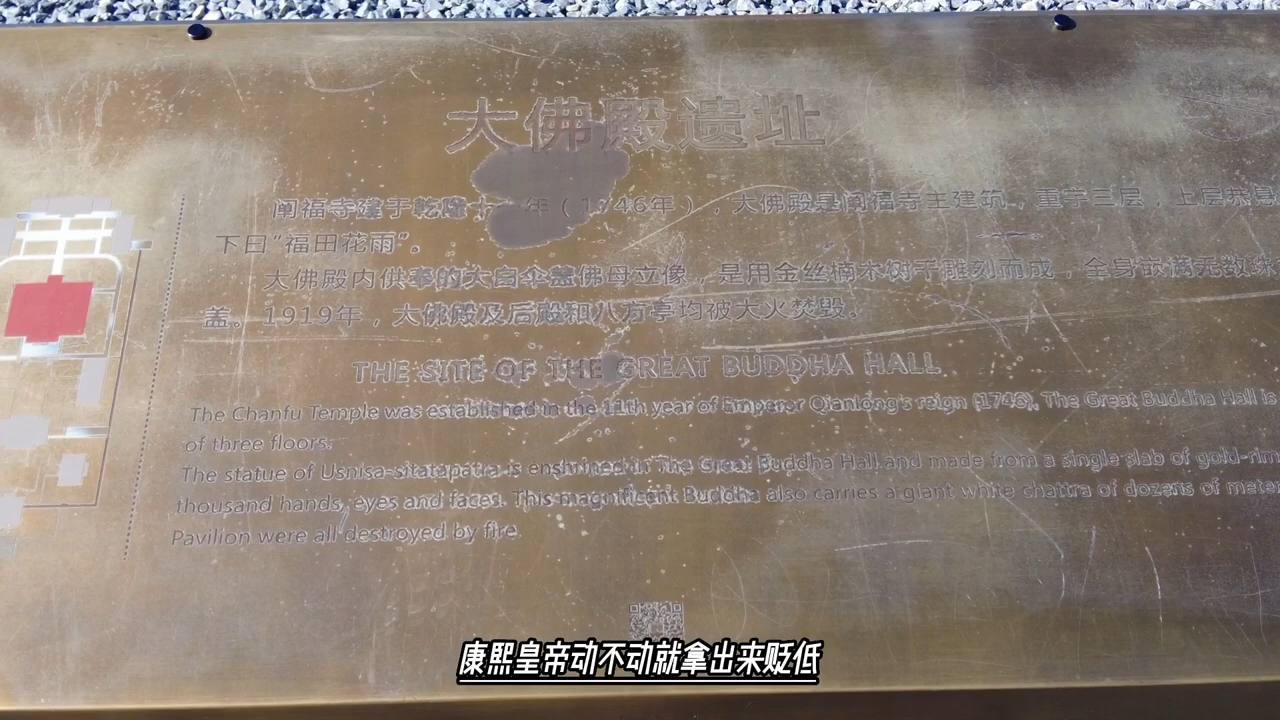 大佛殿遗址
阐福寺建于乾隆十 年（1746年），大佛殿是阐福寺主建筑，重宇三层，上层恭悬
下曰“福田花雨”。
大佛殿内供奉的大白伞盖佛母立像，是用金丝楠木树干雕刻而成，全身嵌满无数珠
盖。1919年，大佛殿及后殿和八方亭均被大火焚毁。
THE SITE OF THE GREAT BUDDHA HALL
The Chanfu Temple was established in the 11th year of Emperor Qianlong's reign (1746). The Great Buddha Hall is
of three floors.
The statue of Usnisa-sitatapatra is enshrined in The Great Buddha Hall and made from a single slab of gold-rim
thousand hands, eyes and faces. This magnificent Buddha also carries a giant white chattra of dozens of meter
Pavilion were all destroyed by fire.
康熙皇帝动不动就拿出来贬低